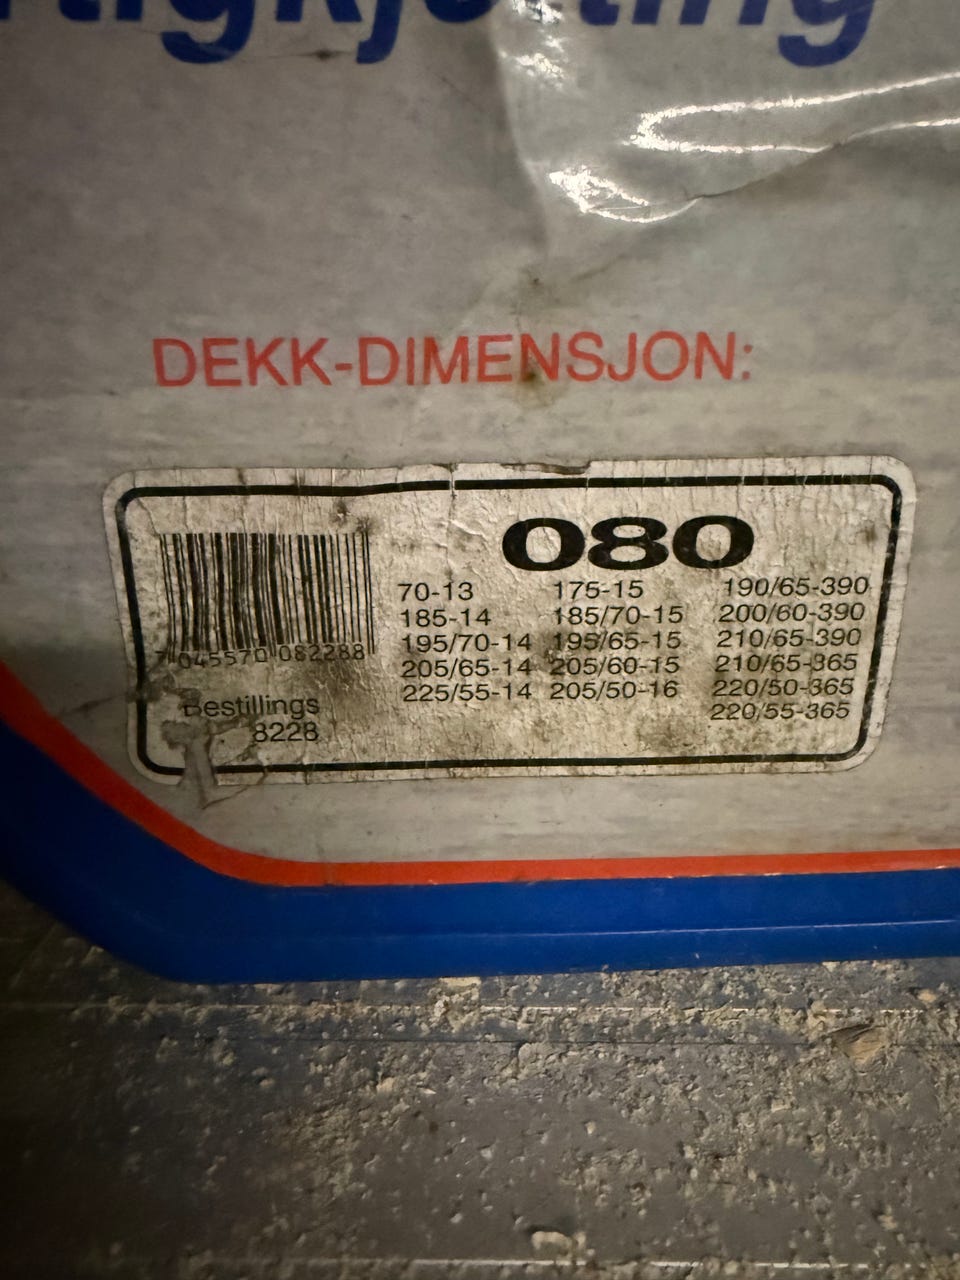 DEKK-DIMENSJON:
080
70-13 175-15 190/65-390
185-14 185/70-15 200/60-390
195/70-14 195/65-15 210/65-390
205/65-14 205/60-15 210/65-365
225/55-14 205/50-16 220/50-365
220/55-365
7 045570 082288
Bestillings
8228